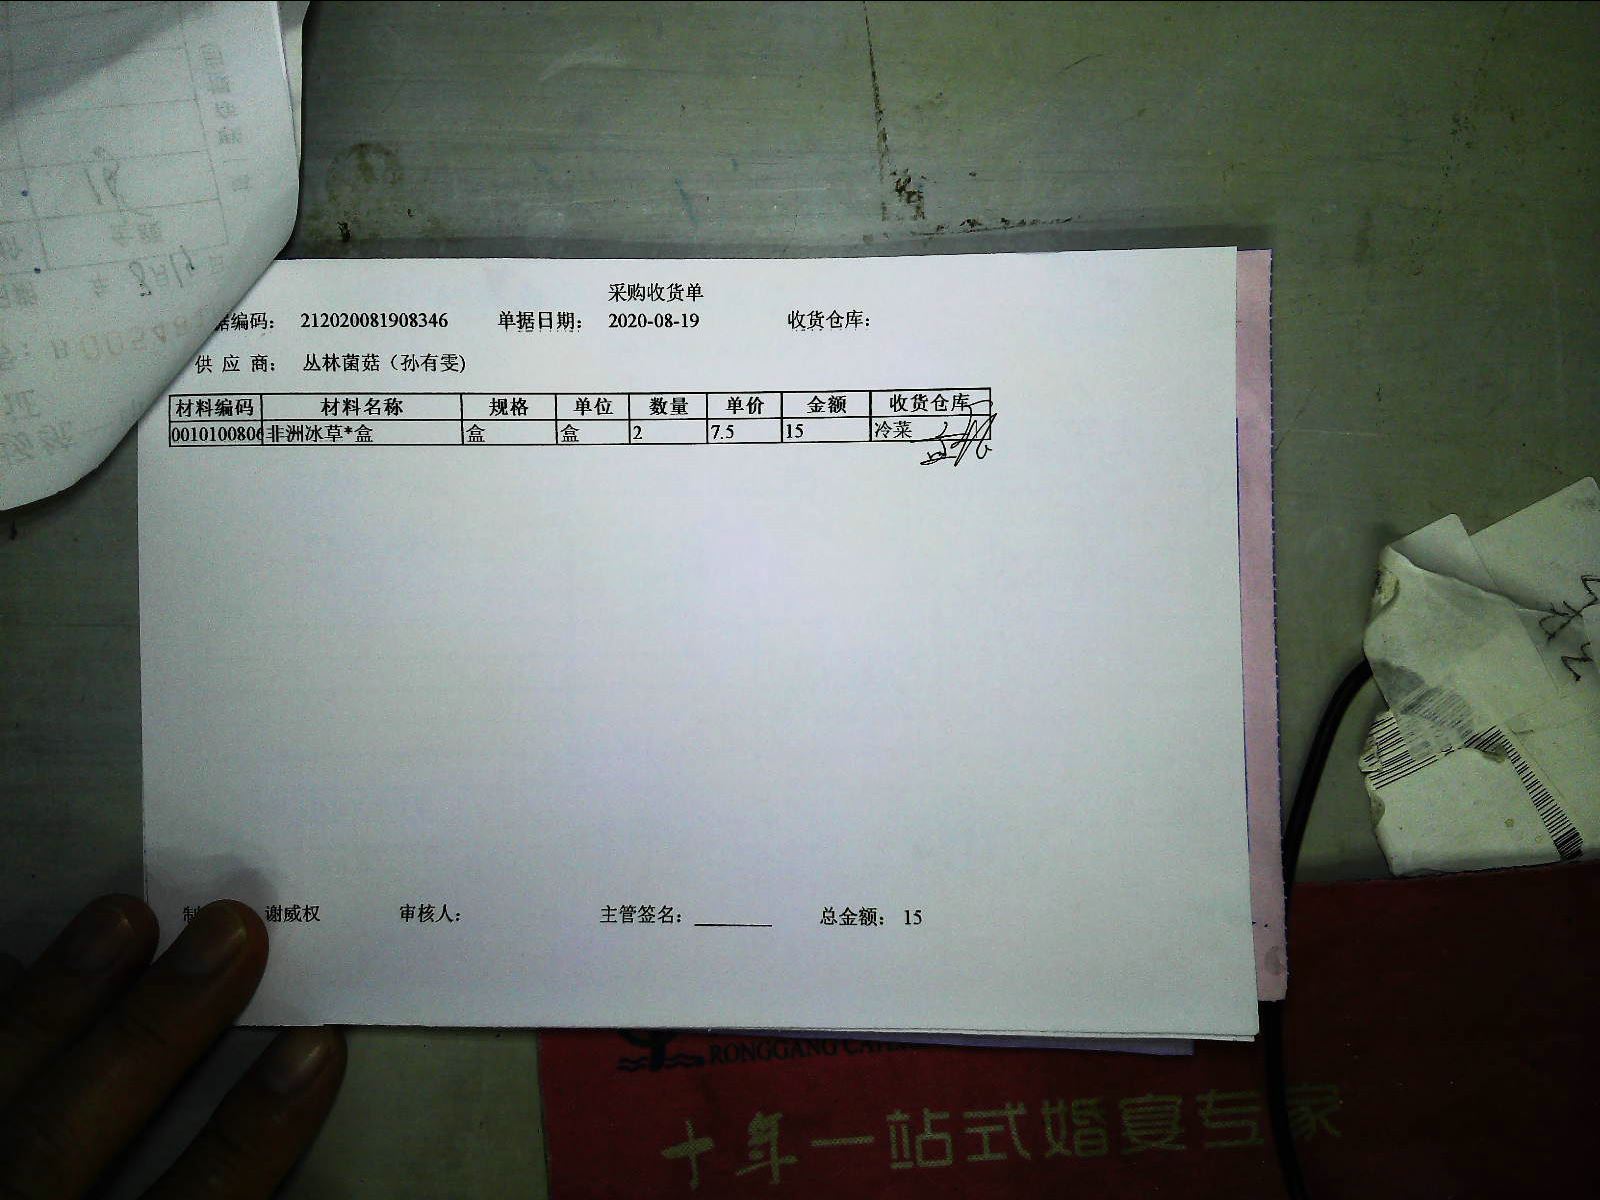 采购收货单
据编码： 212020081908346 单据日期： 2020-08-19 收货仓库：
供 应 商： 丛林菌菇（孙有雯)
材料编码 材料名称 规格 单位 数量 单价 金额 收货仓库
0010100806 非洲冰草*盒 盒 盒 2 7.5 15 冷菜
制 谢威权 审核人： 主管签名： 总金额： 15
RONGGANG
十年一站式婚宴专家